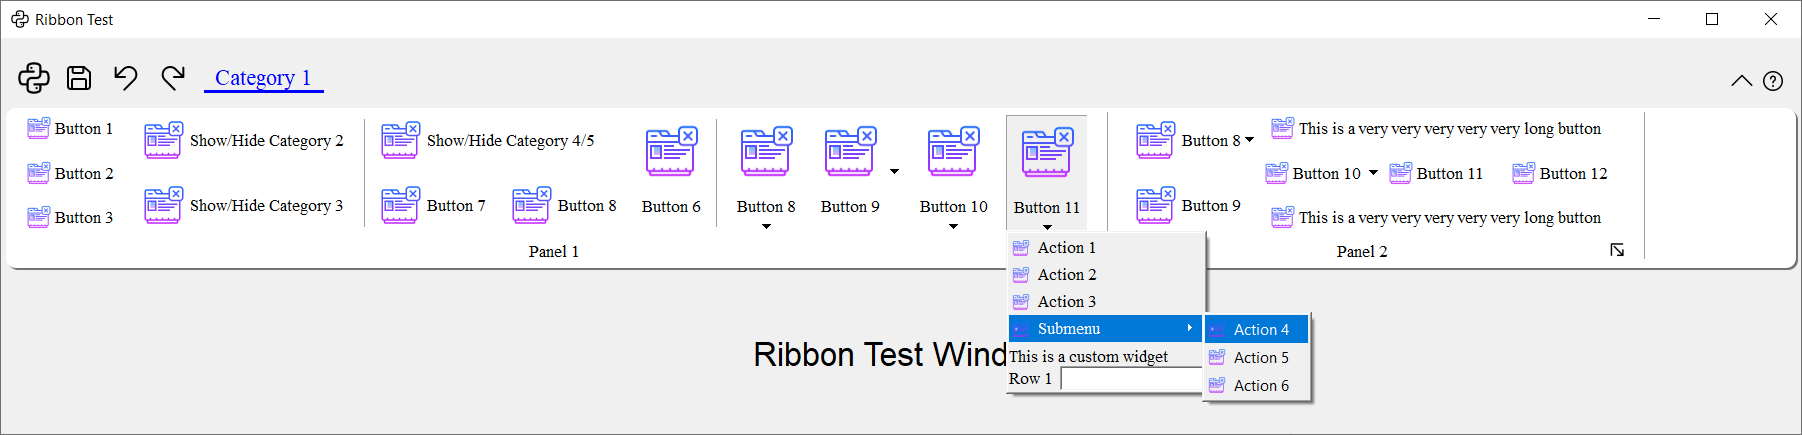 Ribbon Test
Category 1
Button 1
Button 2
Button 3
Show/Hide Category 2
Show/Hide Category 3
Show/Hide Category 4/5
Button 7
Button 8
Button 6
Panel 1
Button 8
Button 9
Button 10
Button 11
Button 8
Button 9
This is a very very very very very long button
Button 10
Button 11
Button 12
This is a very very very very very long button
Panel 2
Action 1
Action 2
Action 3
Submenu
This is a custom widget
Row 1
Action 4
Action 5
Action 6
Ribbon Test Wind